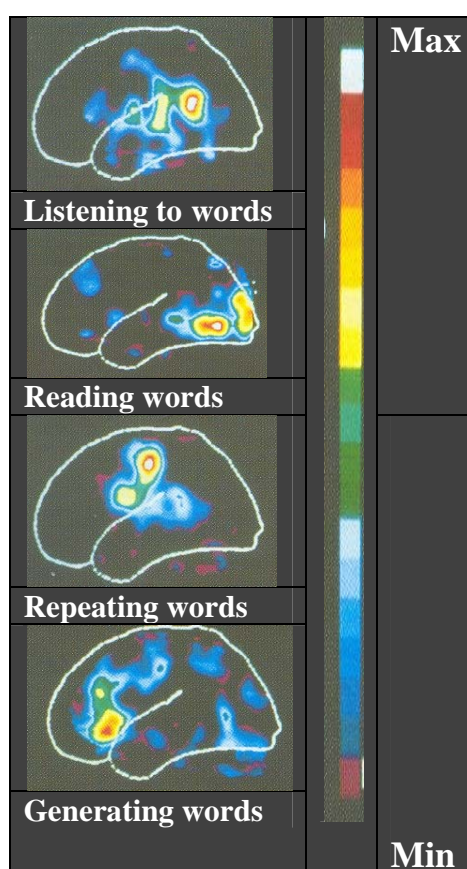 Max
Listening to words
Reading words
Repeating words
Generating words
Min